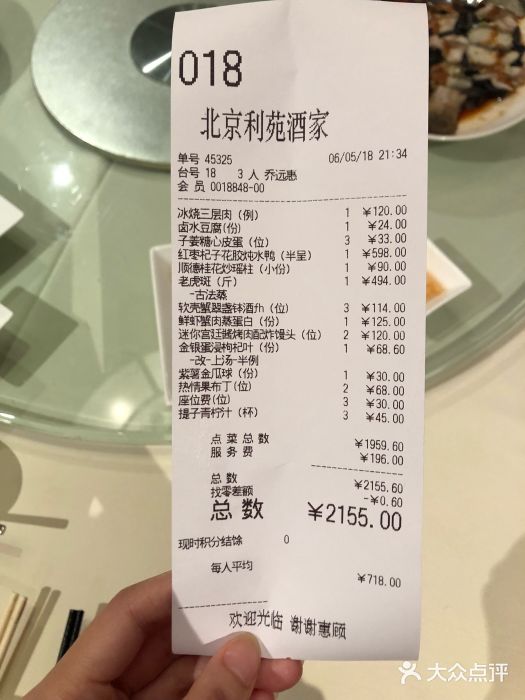 018
北京利苑酒家
单号 45325 06/05/18 21:34
台号 18 3 人 乔远惠
会 员 0018848-00
冰烧三层肉（例） 1 ¥120.00
卤水豆腐(份) 1 ¥24.00
子姜糖心皮蛋（位） 3 ¥33.00
红枣杞子花胶炖水鸭（半呈） 1 ¥598.00
顺德桂花炒瑶柱（小份） 1 ¥90.00
老虎斑（斤） 1 ¥494.00
-古法蒸
软壳蟹翠盏钵酒 （位） 3 ¥114.00
鲜虾蟹肉蒸蛋白（份） 1 ¥125.00
迷你宫廷酱烤肉配炸馒头（位） 2 ¥120.00
金银蛋浸枸杞叶（份） 1 ¥68.60
-改-上汤-半例
紫薯金瓜球（份） 1 ¥30.00
热情果布丁(位) 2 ¥68.00
座位费(位) 3 ¥30.00
提子青柠汁（杯） 3 ¥45.00
点 菜 总 数 ¥1959.60
服 务 费 ¥196.00
总 数 ¥2155.60
找零差额 -¥0.60
总 数 ¥2155.00
现时积分结馀 0
每人平均 ¥718.00
欢迎光临 谢谢惠顾
大众点评